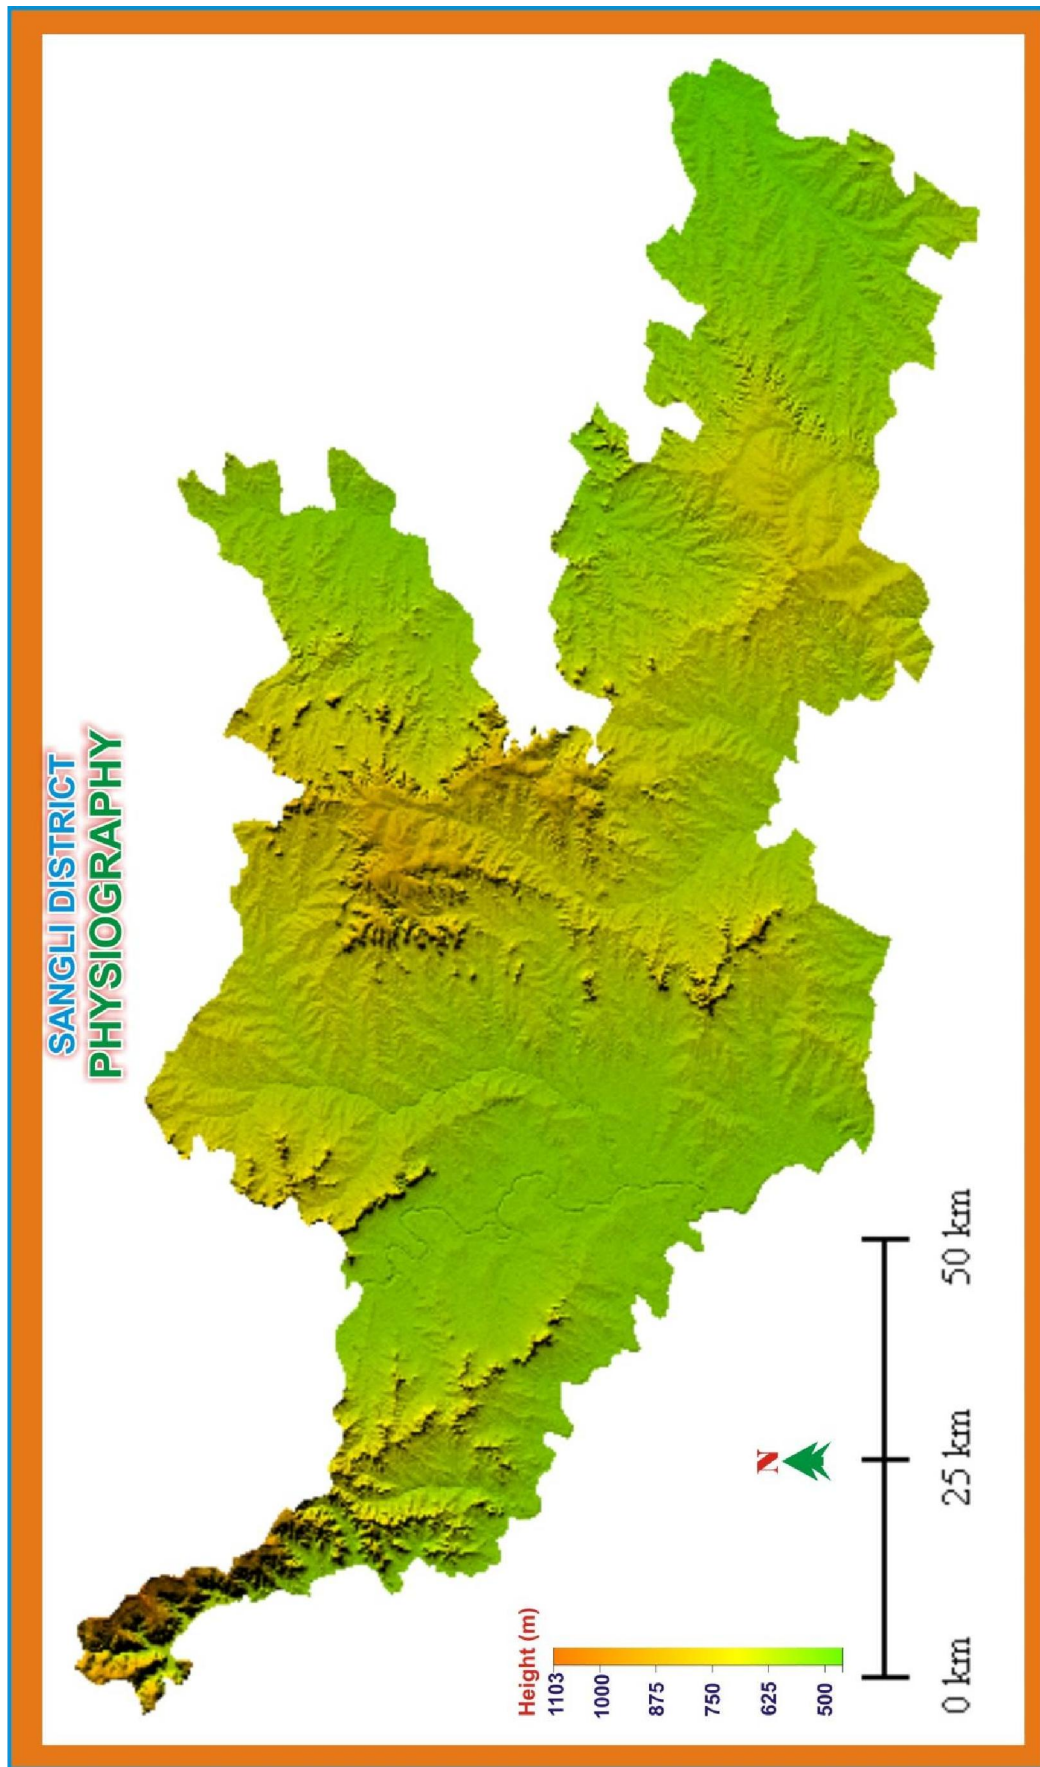 SANGLI DISTRICT
PHYSIOGRAPHY
Height (m)
1103
1000
875
750
625
500
N
0 km
25 km
50 km